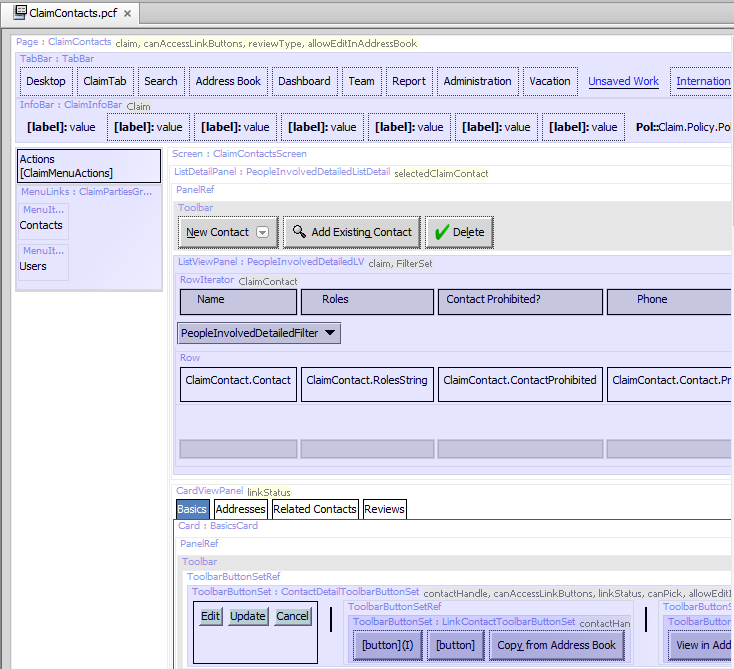 ClaimContacts.pcf
Page : ClaimContacts claim, canAccessLinkButtons, reviewType, allowEditInAddressBook
TabBar : TabBar
Desktop ClaimTab Search Address Book Dashboard Team Report Administration Vacation Unsaved Work Internation
InfoBar : ClaimInfoBar Claim
[label]: value [label]: value [label]: value [label]: value [label]: value [label]: value [label]: value Pol::Claim.Policy.Pol
Actions
[ClaimMenuActions]
MenuLinks : ClaimPartiesGr...
MenuIt...
Contacts
MenuIt...
Users
Screen : ClaimContactsScreen
ListDetailPanel : PeopleInvolvedDetailedListDetail selectedClaimContact
PanelRef
Toolbar
New Contact Add Existing Contact Delete
ListViewPanel : PeopleInvolvedDetailedLV claim, FilterSet
RowIterator ClaimContact
Name Roles Contact Prohibited? Phone
PeopleInvolvedDetailedFilter
Row
ClaimContact.Contact ClaimContact.RolesString ClaimContact.ContactProhibited ClaimContact.Contact.Pr
CardViewPanel linkStatus
Basics Addresses Related Contacts Reviews
Card : BasicsCard
PanelRef
Toolbar
ToolbarButtonSetRef
ToolbarButtonSet : ContactDetailToolbarButtonSet contactHandle, canAccessLinkButtons, linkStatus, canPick, allowEdi
Edit Update Cancel
ToolbarButtonSetRef
ToolbarButtonSet : LinkContactToolbarButtonSet contactHan
[button](I) [button] Copy from Address Book
ToolbarButtonS
ToolbarButton
View in Add